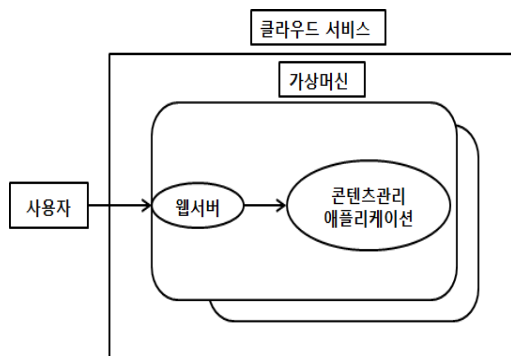 클라우드 서비스
가상머신
사용자
웹서버
콘텐츠관리
애플리케이션